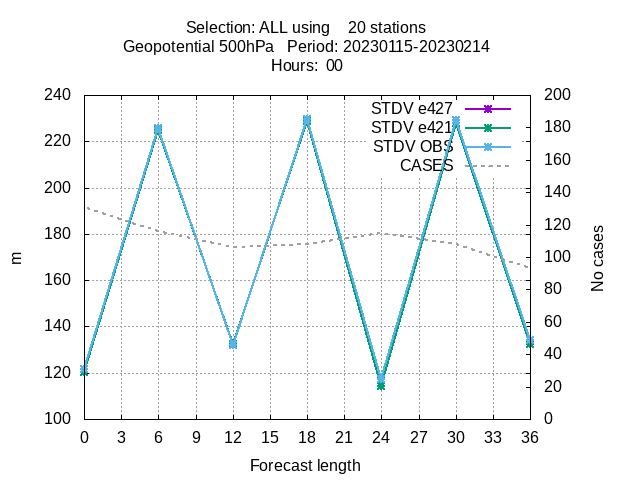 Selection: ALL using 20 stations
Geopotential 500hPa Period: 20230115-20230214
Hours: 00
240 200
STDV e427
220 180
STDV e421
STDV OBS
160
CASES
200 140
180 120
m No cases
160 100
80
140 60
120 40
20
100 0
0 3 6 9 12 15 18 21 24 27 30 33 36
Forecast length